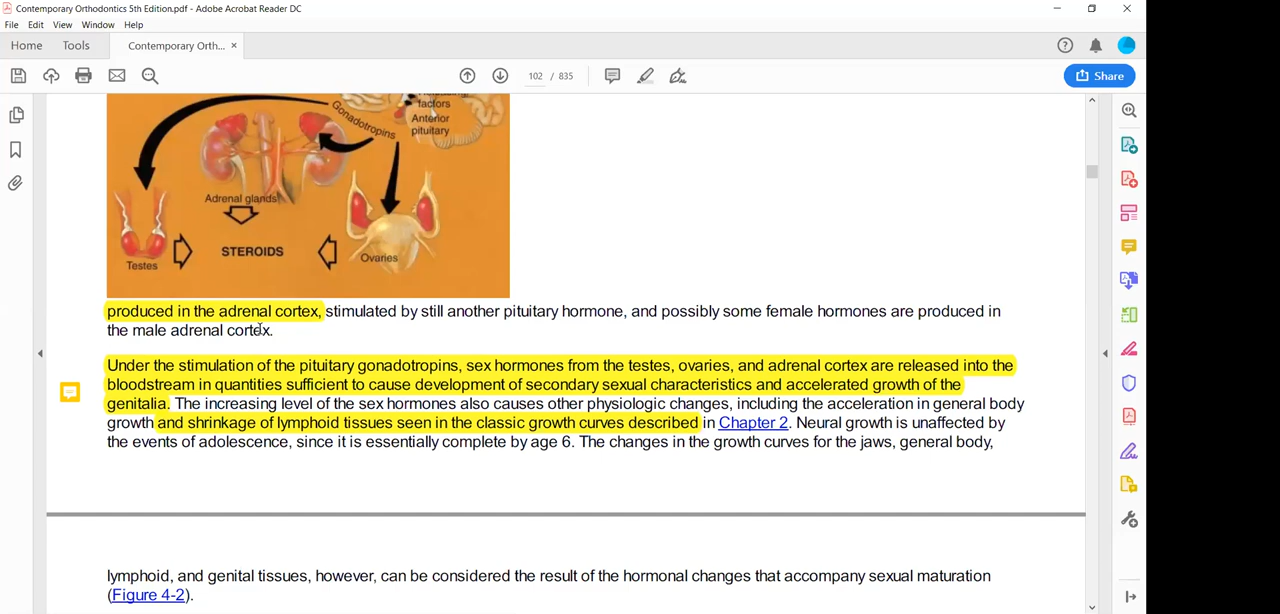 Contemporary Orthodontics 5th Edition.pdf - Adobe Acrobat Reader DC
File Edit View Window Help
Home Tools Contemporary Orth... ×
102 / 835
Share
factors
Gonadotropins
Anterior
pituitary
Adrenal glands
Testes
STEROIDS
Ovaries
produced in the adrenal cortex, stimulated by still another pituitary hormone, and possibly some female hormones are produced in
the male adrenal cortex.
Under the stimulation of the pituitary gonadotropins, sex hormones from the testes, ovaries, and adrenal cortex are released into the
bloodstream in quantities sufficient to cause development of secondary sexual characteristics and accelerated growth of the
genitalia. The increasing level of the sex hormones also causes other physiologic changes, including the acceleration in general body
growth and shrinkage of lymphoid tissues seen in the classic growth curves described in Chapter 2. Neural growth is unaffected by
the events of adolescence, since it is essentially complete by age 6. The changes in the growth curves for the jaws, general body,
lymphoid, and genital tissues, however, can be considered the result of the hormonal changes that accompany sexual maturation
(Figure 4-2).